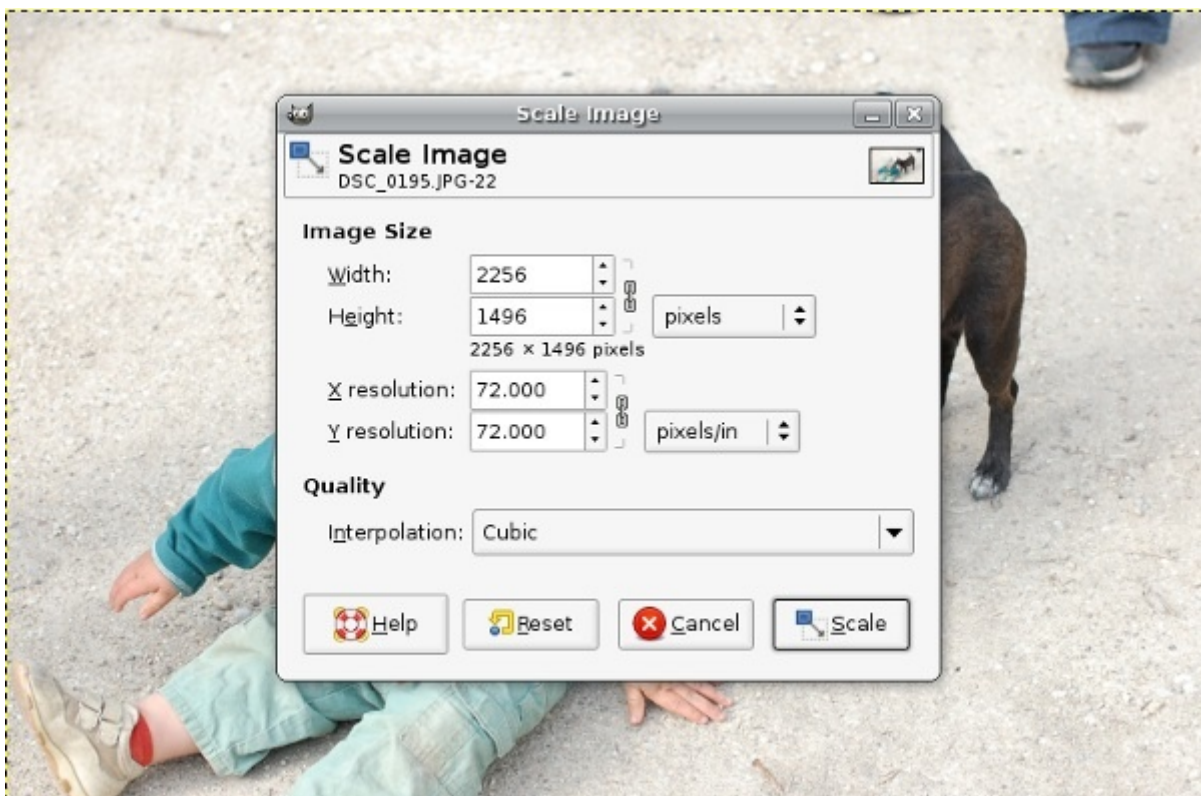 Scale Image
Scale Image
DSC_0195.JPG-22
Image Size
Width: 2256
Height: 1496 pixels
2256 × 1496 pixels
X resolution: 72.000
Y resolution: 72.000 pixels/in
Quality
Interpolation: Cubic
Help Reset Cancel Scale